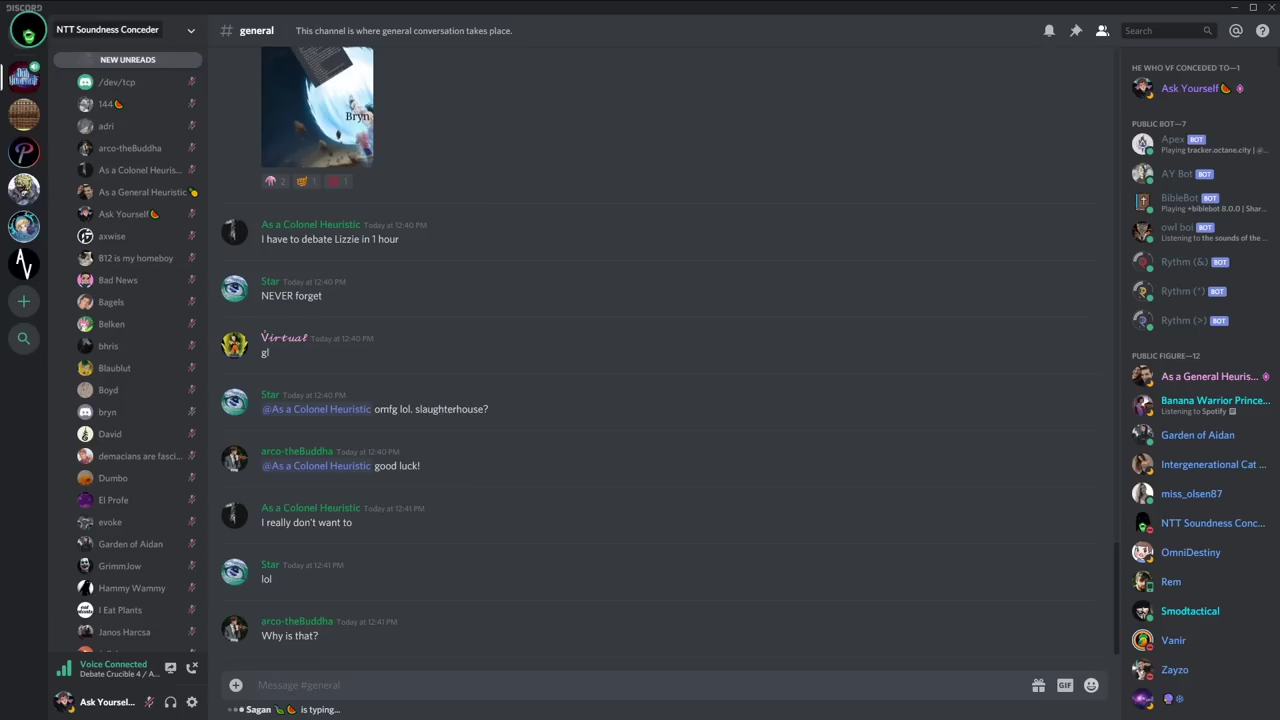 DISCORD
NTT Soundness Conceder
NEW UNREADS
/dev/tcp
144🍉
adri
arco-theBuddha
As a Colonel Heuris...
As a General Heuristic 🍍
Ask Yourself🍉
axwise
B12 is my homeboy
Bad News
Bagels
Belken
bhris
Blaublut
Boyd
bryn
David
demacians are fasci...
Dumbo
El Profe
evoke
Garden of Aidan
GrimmJow
Hammy Wammy
I Eat Plants
Janos Harcsa
Voice Connected
Debate Crucible 4 / A...
Ask Yoursel...
# general
This channel is where general conversation takes place.
Search
Bryn
2
1
1
As a Colonel Heuristic Today at 12:40 PM
I have to debate Lizzie in 1 hour
Star Today at 12:40 PM
NEVER forget
V̇𝓲𝓻𝓽𝓾𝓪𝓵 Today at 12:40 PM
gl
Star Today at 12:40 PM
@As a Colonel Heuristic omfg lol. slaughterhouse?
arco-theBuddha Today at 12:40 PM
@As a Colonel Heuristic good luck!
As a Colonel Heuristic Today at 12:41 PM
I really don't want to
Star Today at 12:41 PM
lol
arco-theBuddha Today at 12:41 PM
Why is that?
Message #general
GIF
Sagan 🍃🍉 is typing...
HE WHO VF CONCEDED TO—1
Ask Yourself🍉
PUBLIC BOT—7
Apex BOT
Playing tracker.octane.city | @...
AY Bot BOT
BibleBot BOT
Playing +biblebot 8.0.0 | Shar...
owl boi BOT
Listening to the sounds of the ...
Rythm (&) BOT
Rythm (*) BOT
Rythm (>) BOT
PUBLIC FIGURE—12
As a General Heuris...
Banana Warrior Prince...
Listening to Spotify
Garden of Aidan
Intergenerational Cat ...
miss_olsen87
NTT Soundness Conc...
OmniDestiny
Rem
Smodtactical
Vanir
Zayzo